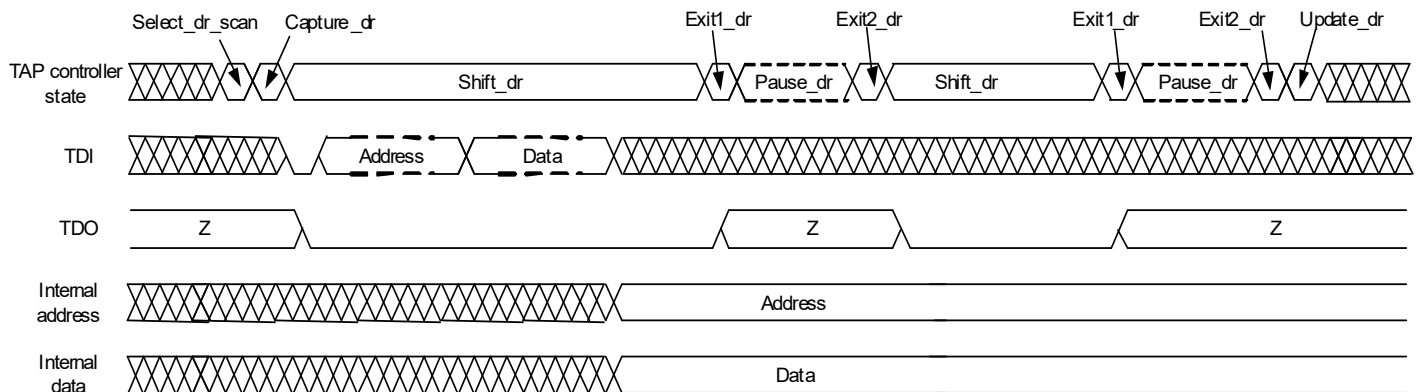 Select_dr_scan Capture_dr Exit1_dr Exit2_dr Exit1_dr Exit2_dr Update_dr
TAP controller
state
Shift_dr Pause_dr Shift_dr Pause_dr
TDI
Address Data
TDO
Z Z Z
Internal
address
Address
Internal
data
Data